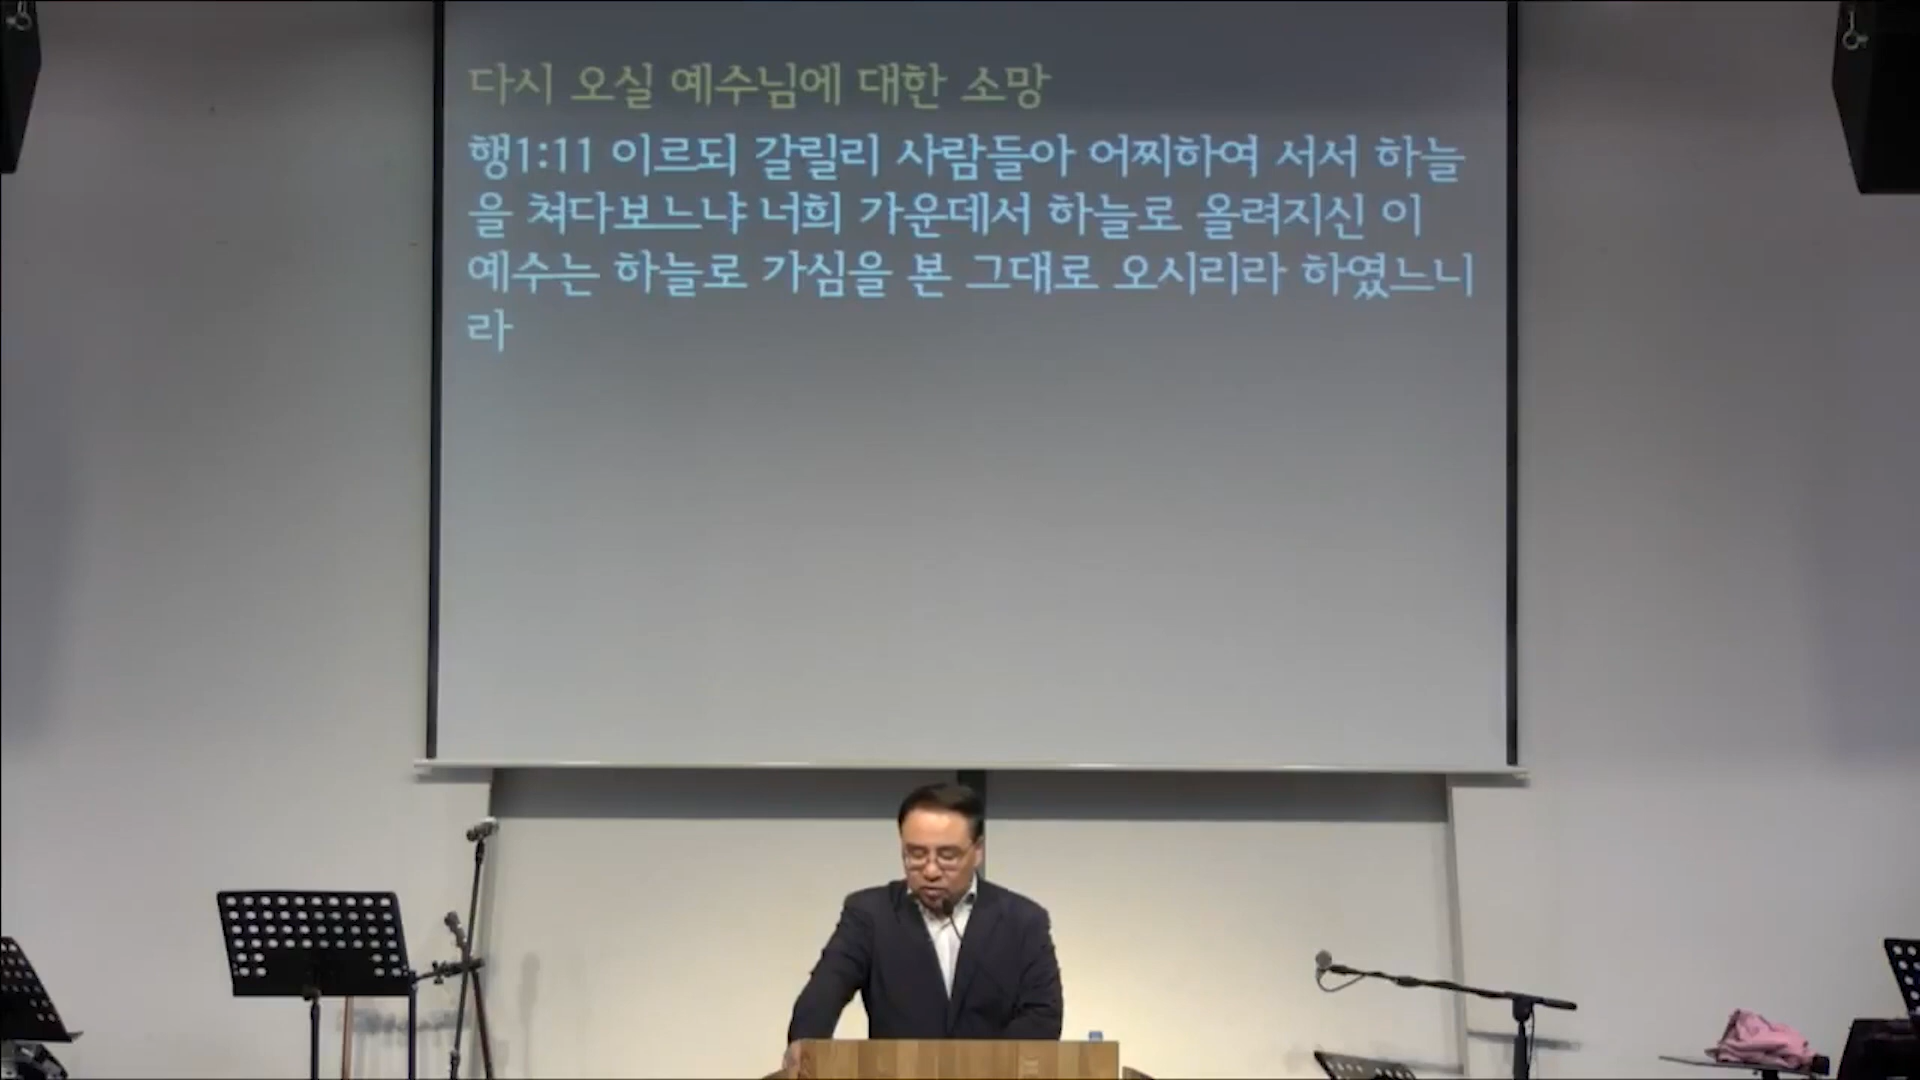 다시 오실 예수님에 대한 소망
행1:11 이르되 갈릴리 사람들아 어찌하여 서서 하늘
을 쳐다보느냐 너희 가운데서 하늘로 올려지신 이
예수는 하늘로 가심을 본 그대로 오시리라 하였느니
라